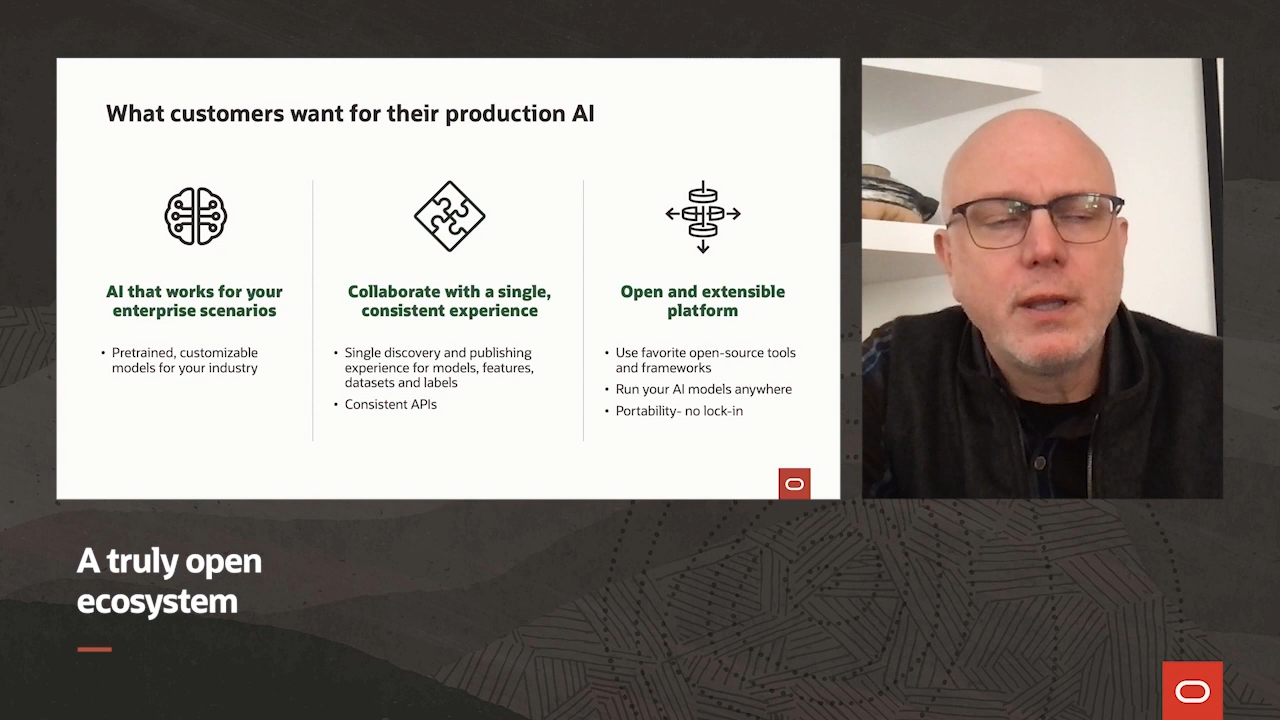 What customers want for their production AI
AI that works for your
enterprise scenarios
• Pretrained, customizable
models for your industry
Collaborate with a single,
consistent experience
• Single discovery and publishing
experience for models, features,
datasets and labels
• Consistent APIs
Open and extensible
platform
• Use favorite open-source tools
and frameworks
• Run your AI models anywhere
• Portability- no lock-in
A truly open
ecosystem